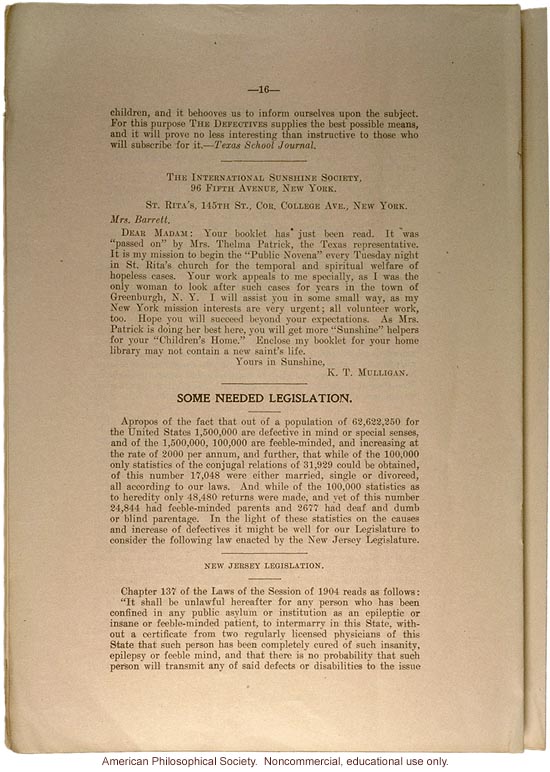 —16—
children, and it behooves us to inform ourselves upon the subject.
For this purpose THE DEFECTIVES supplies the best possible means,
and it will prove no less interesting than instructive to those who
will subscribe for it.—Texas School Journal.
THE INTERNATIONAL SUNSHINE SOCIETY,
96 FIFTH AVENUE, NEW YORK.
ST. RITA'S, 145TH ST., COR. COLLEGE AVE., NEW YORK.
Mrs. Barrett.
DEAR MADAM: Your booklet has just been read. It was
"passed on" by Mrs. Thelma Patrick, the Texas representative.
It is my mission to begin the "Public Novena" every Tuesday night
in St. Rita's church for the temporal and spiritual welfare of
hopeless cases. Your work appeals to me specially, as I was the
only woman to look after such cases for years in the town of
Greenburgh, N. Y. I will assist you in some small way, as my
New York mission interests are very urgent; all volunteer work,
too. Hope you will succeed beyond your expectations. As Mrs.
Patrick is doing her best here, you will get more "Sunshine" helpers
for your "Children's Home." Enclose my booklet for your home
library may not contain a new saint's life.
Yours in Sunshine,
K. T. MULLIGAN.
SOME NEEDED LEGISLATION.
Apropos of the fact that out of a population of 62,622,250 for
the United States 1,500,000 are defective in mind or special senses,
and of the 1,500,000, 100,000 are feeble-minded, and increasing at
the rate of 2000 per annum, and further, that while of the 100,000
only statistics of the conjugal relations of 31,929 could be obtained,
of this number 17,048 were either married, single or divorced,
all according to our laws. And while of the 100,000 statistics as
to heredity only 48,480 returns were made, and yet of this number
24,844 had feeble-minded parents and 2677 had deaf and dumb
or blind parentage. In the light of these statistics on the causes
and increase of defectives it might be well for our Legislature to
consider the following law enacted by the New Jersey Legislature.
NEW JERSEY LEGISLATION.
Chapter 137 of the Laws of the Session of 1904 reads as follows:
"It shall be unlawful hereafter for any person who has been
confined in any public asylum or institution as an epileptic or
insane or feeble-minded patient, to intermarry in this State, with-
out a certificate from two regularly licensed physicians of this
State that such person has been completely cured of such insanity,
epilepsy or feeble mind, and that there is no probability that such
person will transmit any of said defects or disabilities to the issue
American Philosophical Society. Noncommercial, educational use only.